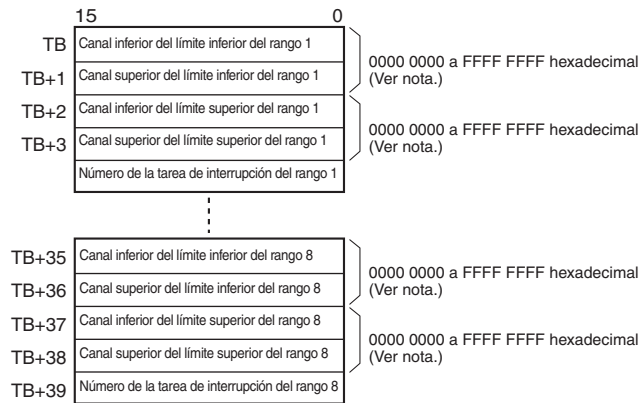 15 0
TB Canal inferior del límite inferior del rango 1
TB+1 Canal superior del límite inferior del rango 1
0000 0000 a FFFF FFFF hexadecimal
(Ver nota.)
TB+2 Canal inferior del límite superior del rango 1
TB+3 Canal superior del límite superior del rango 1
0000 0000 a FFFF FFFF hexadecimal
(Ver nota.)
Número de la tarea de interrupción del rango 1
TB+35 Canal inferior del límite inferior del rango 8
TB+36 Canal superior del límite inferior del rango 8
0000 0000 a FFFF FFFF hexadecimal
(Ver nota.)
TB+37 Canal inferior del límite superior del rango 8
TB+38 Canal superior del límite superior del rango 8
0000 0000 a FFFF FFFF hexadecimal
(Ver nota.)
TB+39 Número de la tarea de interrupción del rango 8